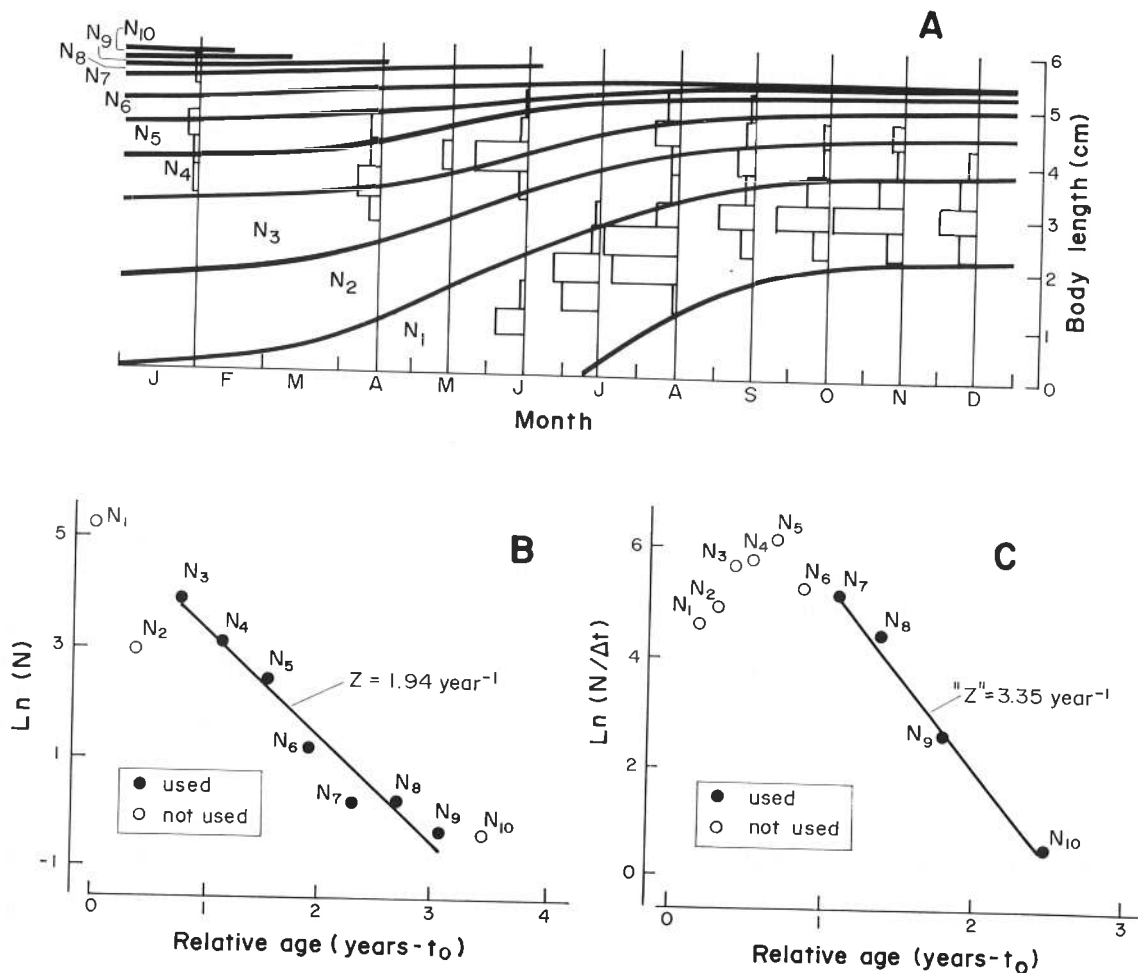 A
N10
N9
N8
N7
N6
N5
N4
N3
N2
N1
6
5
4
3
2
1
0
Body length (cm)
J F M A M J J A S O N D
Month
B
Ln (N)
5
3
1
-1
N1
N2
N3
N4
N5
N6
N7
N8
N9
N10
Z = 1.94 year-1
used
not used
0 1 2 3 4
Relative age (years-to)
C
Ln (N/Δt)
6
4
2
0
N1
N2
N3
N4
N5
N6
N7
N8
N9
N10
"Z"=3.35 year-1
used
not used
0 1 2 3
Relative age (years-to)